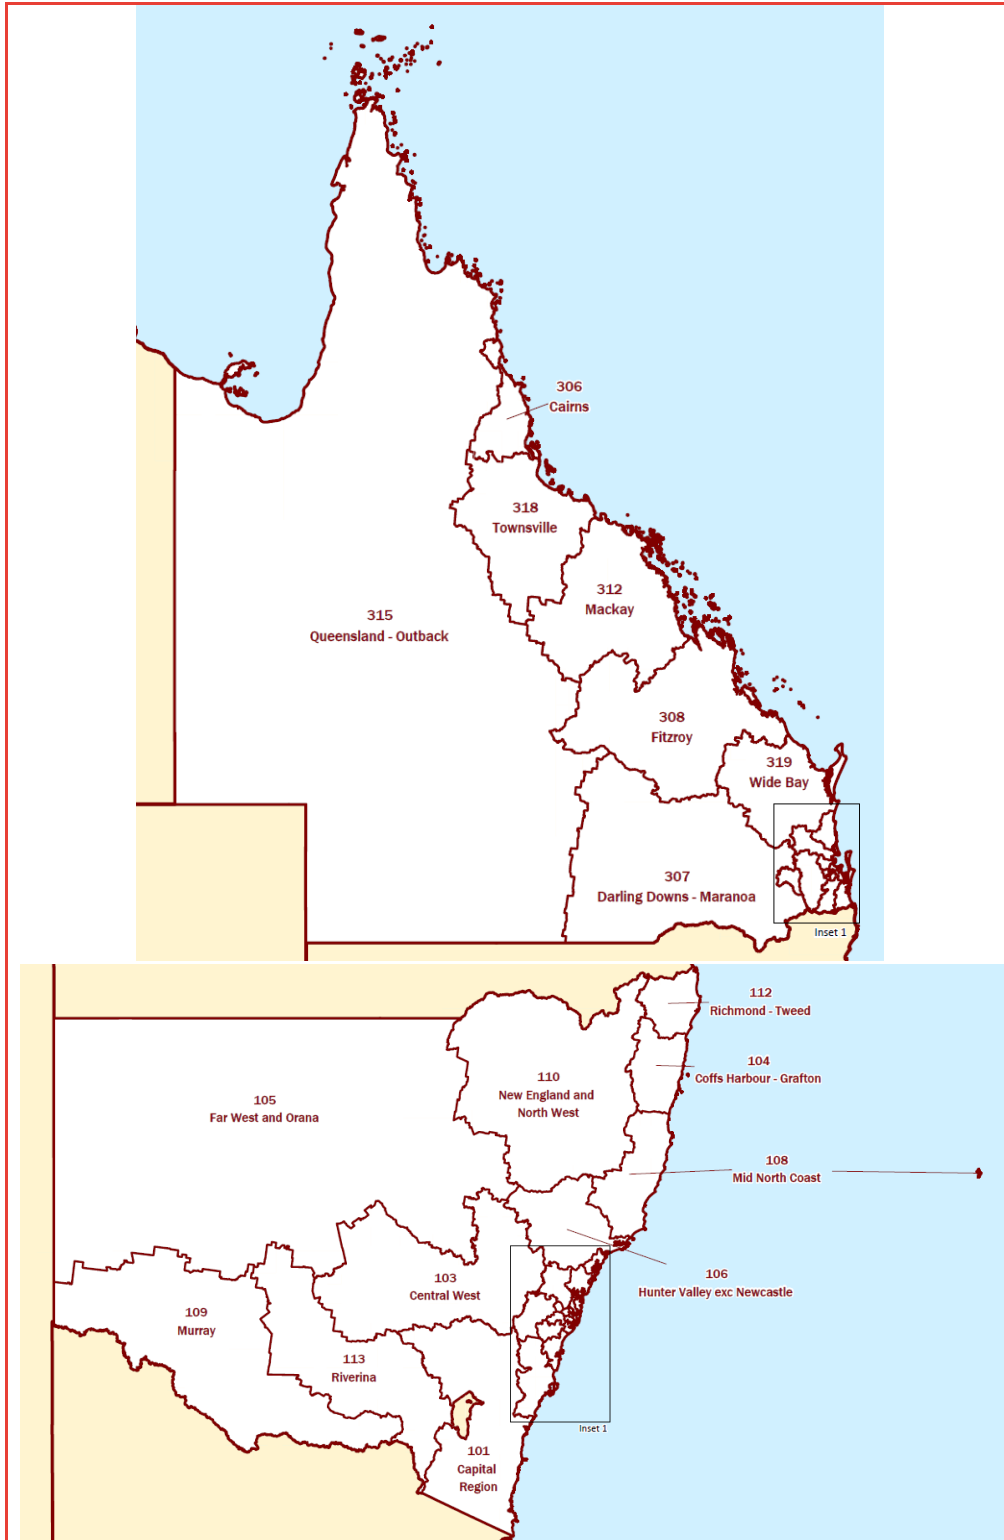 306
Cairns
318
Townsville
312
Mackay
315
Queensland - Outback
308
Fitzroy
319
Wide Bay
307
Darling Downs - Maranoa
Inset 1
112
Richmond - Tweed
104
Coffs Harbour - Grafton
110
New England and
North West
105
Far West and Orana
108
Mid North Coast
106
Hunter Valley exc Newcastle
103
Central West
109
Murray
113
Riverina
Inset 1
101
Capital
Region